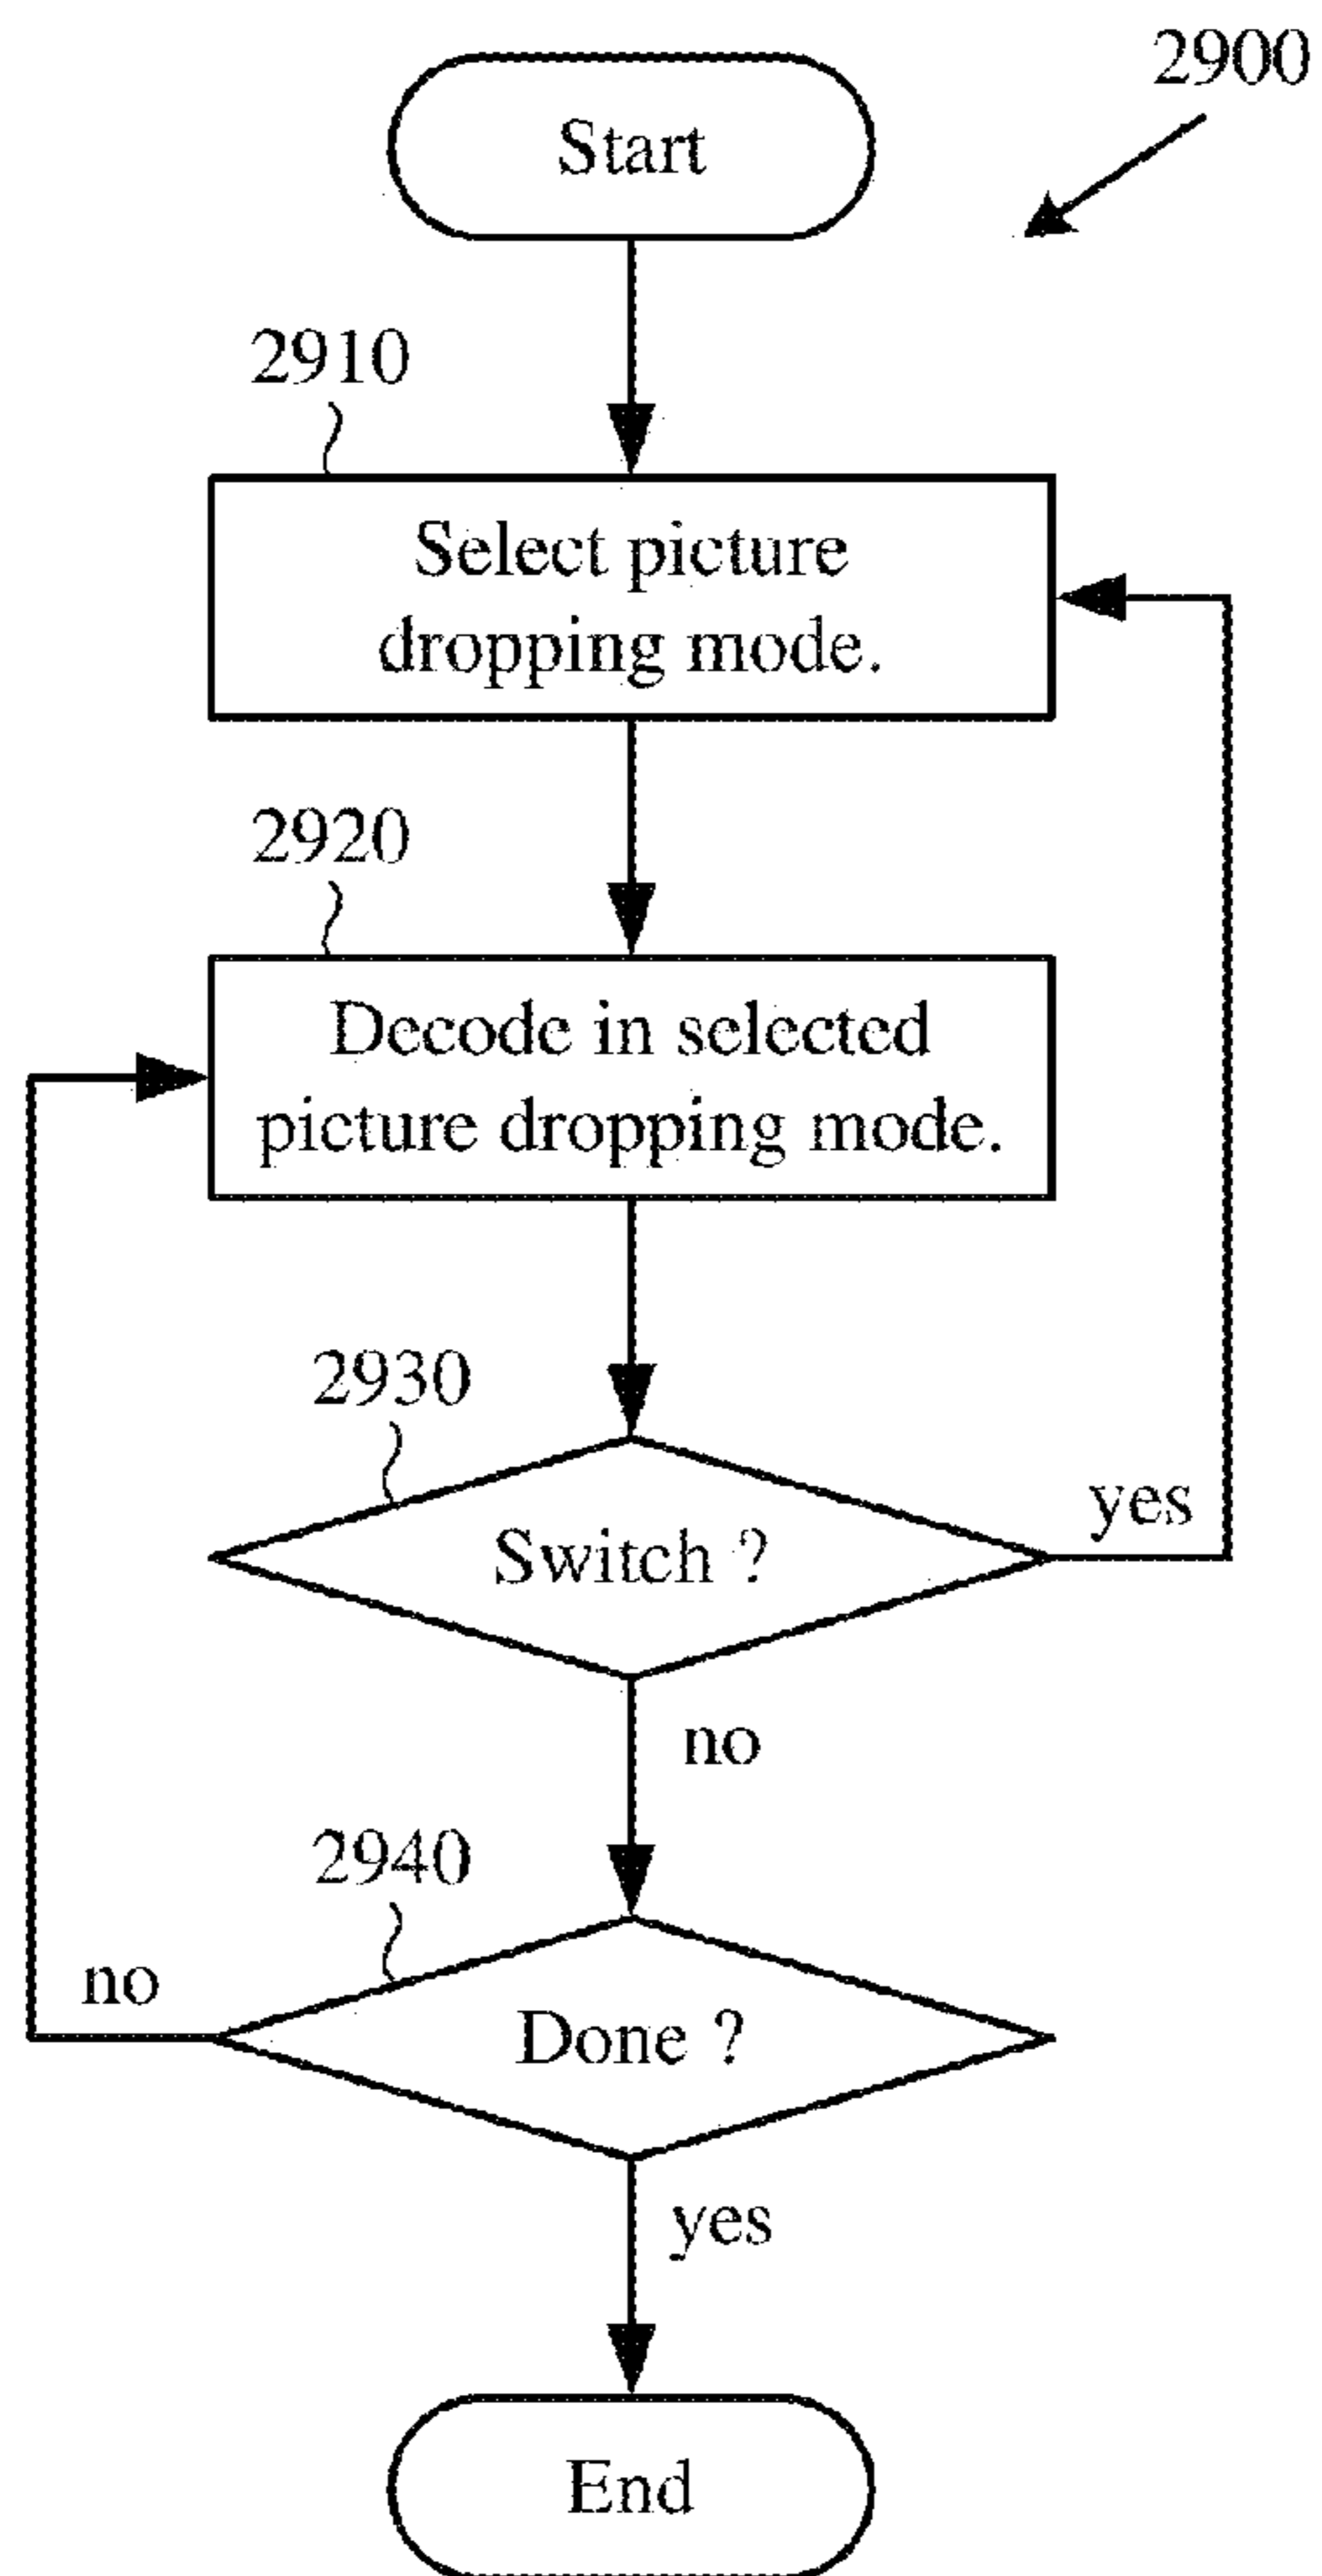 2900
Start
2910
Select picture
dropping mode.
2920
Decode in selected
picture dropping mode.
2930
Switch ?
yes
no
2940
no
Done ?
yes
End